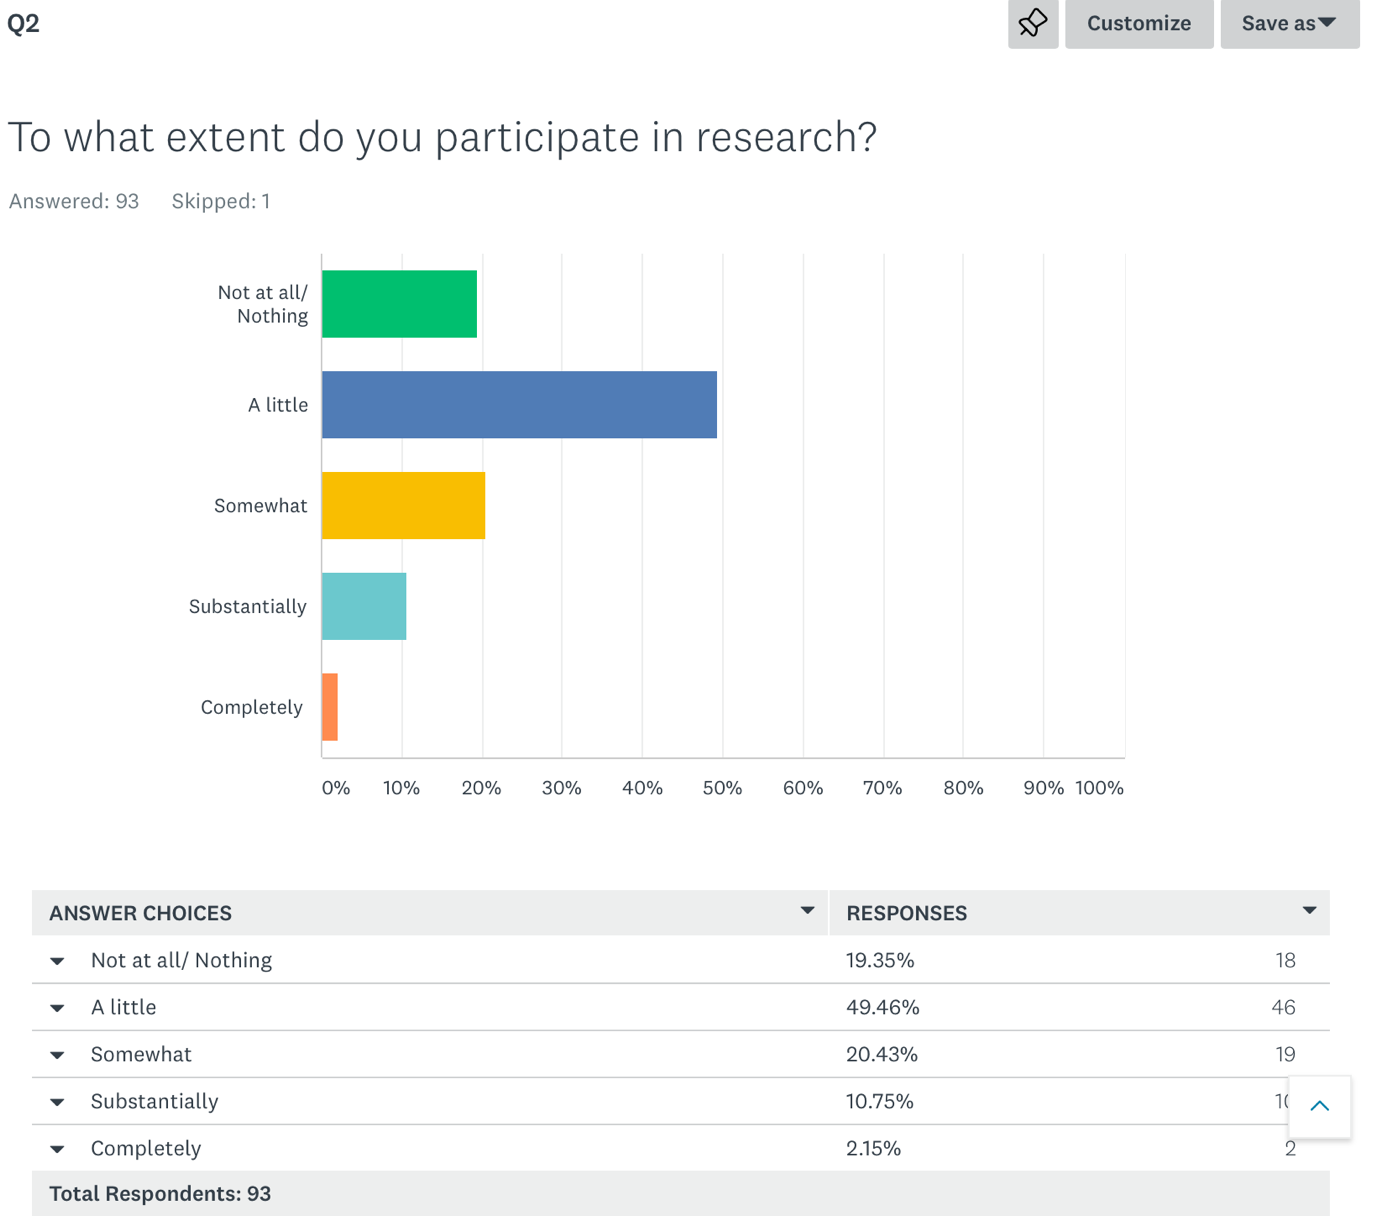 Q2
Customize
Save as
To what extent do you participate in research?
Answered: 93 Skipped: 1
Not at all/
Nothing
A little
Somewhat
Substantially
Completely
0% 10% 20% 30% 40% 50% 60% 70% 80% 90% 100%
ANSWER CHOICES RESPONSES
Not at all/ Nothing 19.35% 18
A little 49.46% 46
Somewhat 20.43% 19
Substantially 10.75%
Completely 2.15% 2
Total Respondents: 93